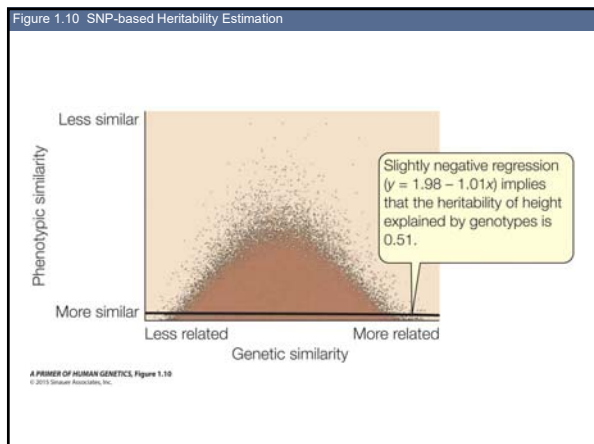 Figure 1.10 SNP-based Heritability Estimation
Less similar
Phenotypic similarity
More similar
Less related
More related
Genetic similarity
Slightly negative regression
(y = 1.98 – 1.01x) implies
that the heritability of height
explained by genotypes is
0.51.
A PRIMER OF HUMAN GENETICS, Figure 1.10
© 2015 Sinauer Associates, Inc.